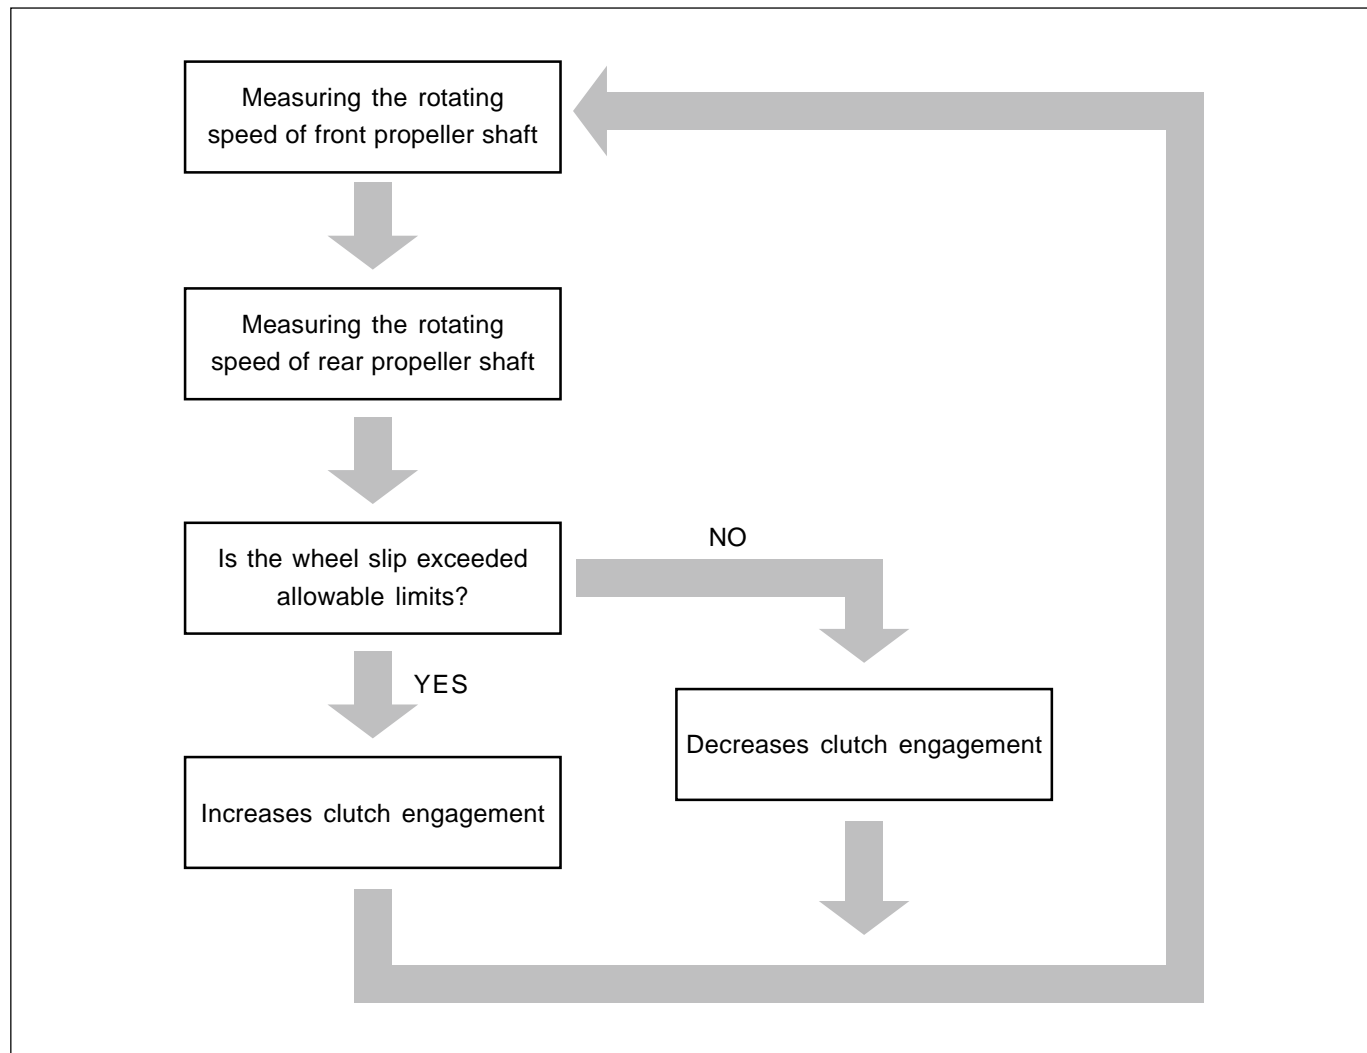 Measuring the rotating
speed of front propeller shaft
Measuring the rotating
speed of rear propeller shaft
Is the wheel slip exceeded
allowable limits?
NO
YES
Decreases clutch engagement
Increases clutch engagement